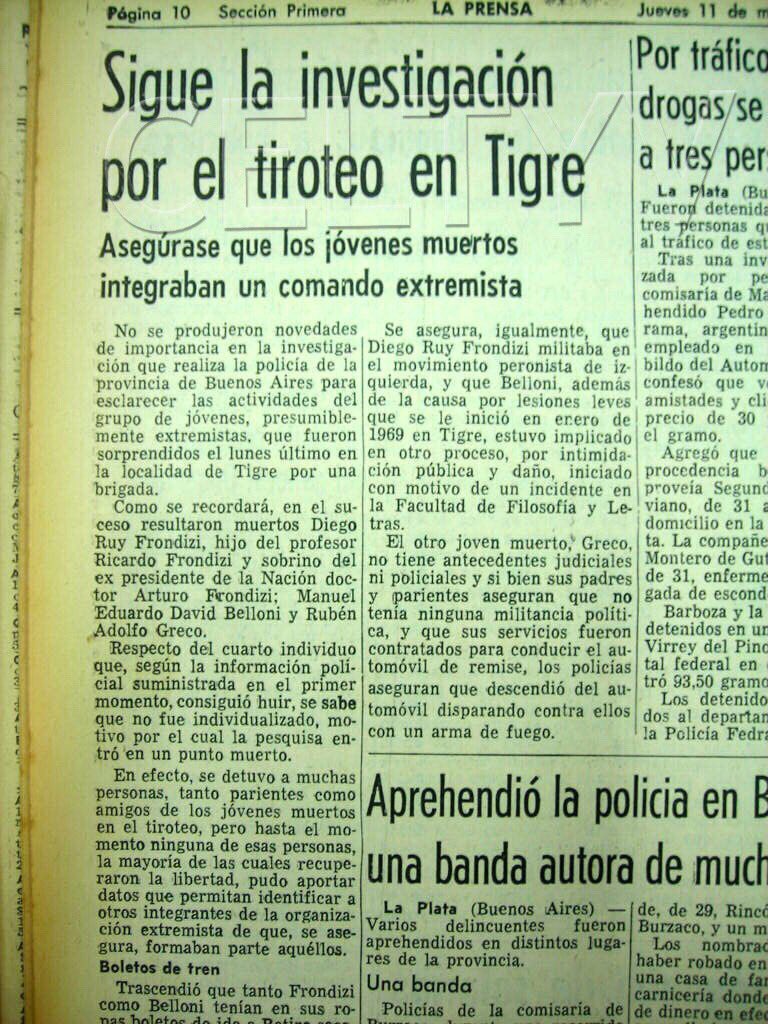 Página 10 Sección Primera LA PRENSA Jueves 11 de m
Sigue la investigación
por el tiroteo en Tigre
Asegúrase que los jóvenes muertos
integraban un comando extremista
No se produjeron novedades
de importancia en la investiga-
ción que realiza la policía de la
provincia de Buenos Aires para
esclarecer las actividades del
grupo de jóvenes, presumible-
mente extremistas, que fueron
sorprendidos el lunes último en
la localidad de Tigre por una
brigada.
Como se recordará, en el su-
ceso resultaron muertos Diego
Ruy Frondizi, hijo del profesor
Ricardo Frondizi y sobrino del
ex presidente de la Nación doc-
tor Arturo Frondizi; Manuel
Eduardo David Belloni y Rubén
Adolfo Greco.
Respecto del cuarto individuo
que, según la información poli-
cial suministrada en el primer
momento, consiguió huir, se sabe
que no fue individualizado, mo-
tivo por el cual la pesquisa en-
tró en un punto muerto.
En efecto, se detuvo a muchas
personas, tanto parientes como
amigos de los jóvenes muertos
en el tiroteo, pero hasta el mo-
mento ninguna de esas personas,
la mayoría de las cuales recupe-
raron la libertad, pudo aportar
datos que permitan identificar a
otros integrantes de la organiza-
ción extremista de que, se ase-
gura, formaban parte aquéllos.
Boletos de tren
Trascendió que tanto Frondizi
como Belloni tenían en sus ro-
pas boletos de ida a Retiro
Se asegura, igualmente, que
Diego Ruy Frondizi militaba en
el movimiento peronista de iz-
quierda, y que Belloni, además
de la causa por lesiones leves
que se le inició en enero de
1969 en Tigre, estuvo implicado
en otro proceso, por intimida-
ción pública y daño, iniciado
con motivo de un incidente en
la Facultad de Filosofía y Le-
tras.
El otro joven muerto, Greco,
no tiene antecedentes judiciales
ni policiales y si bien sus padres
y parientes aseguran que no
tenía ninguna militancia políti-
ca, y que sus servicios fueron
contratados para conducir el au-
tomóvil de remise, los policías
aseguran que descendió del au-
tomóvil disparando contra ellos
con un arma de fuego.
Por tráfico
drogas se
a tres per
La Plata (Bu
Fueron detenida
tres personas qu
al tráfico de est
Tras una inv
zada por pe
comisaría de Ma
hendido Pedro
rama, argentin
empleado en
bildo del Autom
confesó que v
amistades y cli
precio de 30
el gramo.
Agregó que
procedencia b
proveía Segund
viano, de 31 a
domicilio en la
ta. La compañe
Montero de Gut
de 31, enferme
gada de escond
Barboza y la
detenidos en un
Virrey del Pino
tal federal en
tró 93,50 gramo
Los detenido
dos al departan
la Policía Fedra
Aprehendió la policia en B
una banda autora de much
La Plata (Buenos Aires) —
Varios delincuentes fueron
aprehendidos en distintos luga-
res de la provincia.
Una banda
Policías de la comisaría de
de, de 29, Rincó
Burzaco, y un m
Los nombrad
haber robado en
una casa de fan
carnicería donde
de dinero en efec
CELTYV